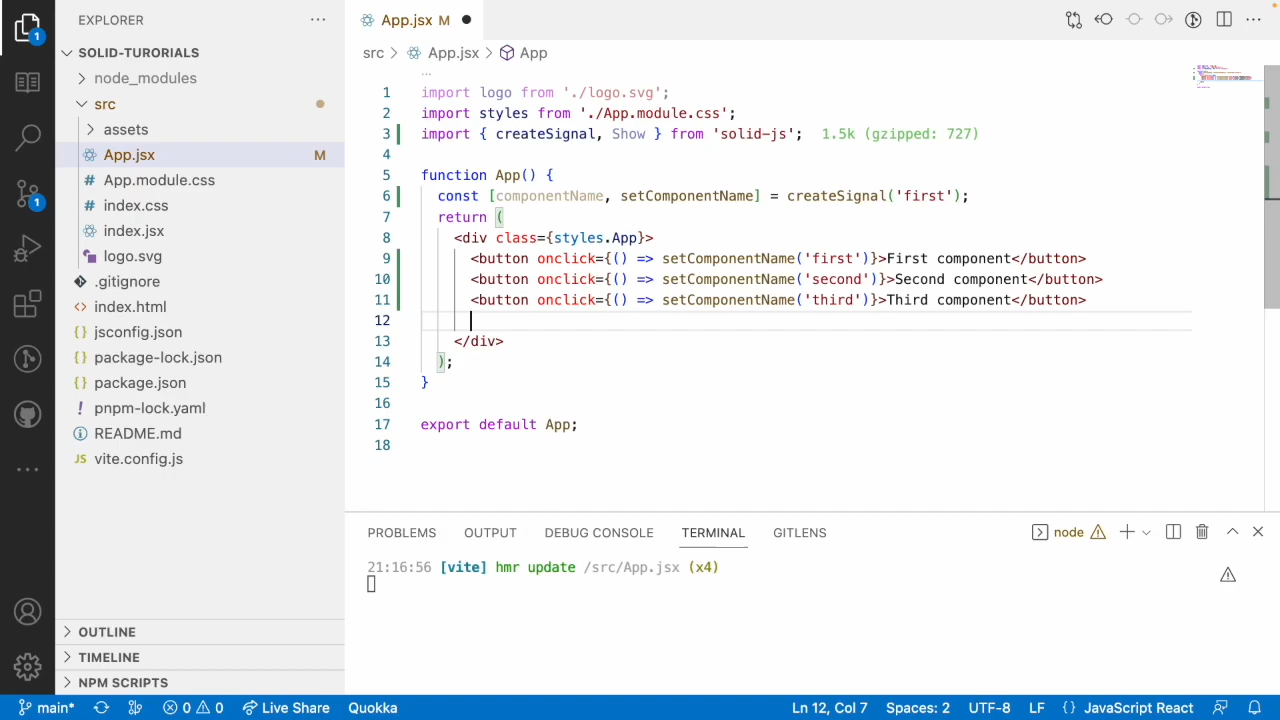 EXPLORER
SOLID-TURORIALS
node_modules
src
assets
App.jsx M
App.module.css
index.css
index.jsx
logo.svg
.gitignore
index.html
jsconfig.json
package-lock.json
package.json
pnpm-lock.yaml
README.md
JS vite.config.js
OUTLINE
TIMELINE
NPM SCRIPTS
1
1
App.jsx M
src > App.jsx > App
...
1 import logo from './logo.svg';
2 import styles from './App.module.css';
3 import { createSignal, Show } from 'solid-js'; 1.5k (gzipped: 727)
4
5 function App() {
6 const [componentName, setComponentName] = createSignal('first');
7 return (
8 <div class={styles.App}>
9 <button onclick={() => setComponentName('first')}>First component</button>
10 <button onclick={() => setComponentName('second')}>Second component</button>
11 <button onclick={() => setComponentName('third')}>Third component</button>
12
13 </div>
14 );
15 }
16
17 export default App;
18
PROBLEMS OUTPUT DEBUG CONSOLE TERMINAL GITLENS
node
21:16:56 [vite] hmr update /src/App.jsx (x4)
main* 0 0 Live Share Quokka Ln 12, Col 7 Spaces: 2 UTF-8 LF {} JavaScript React